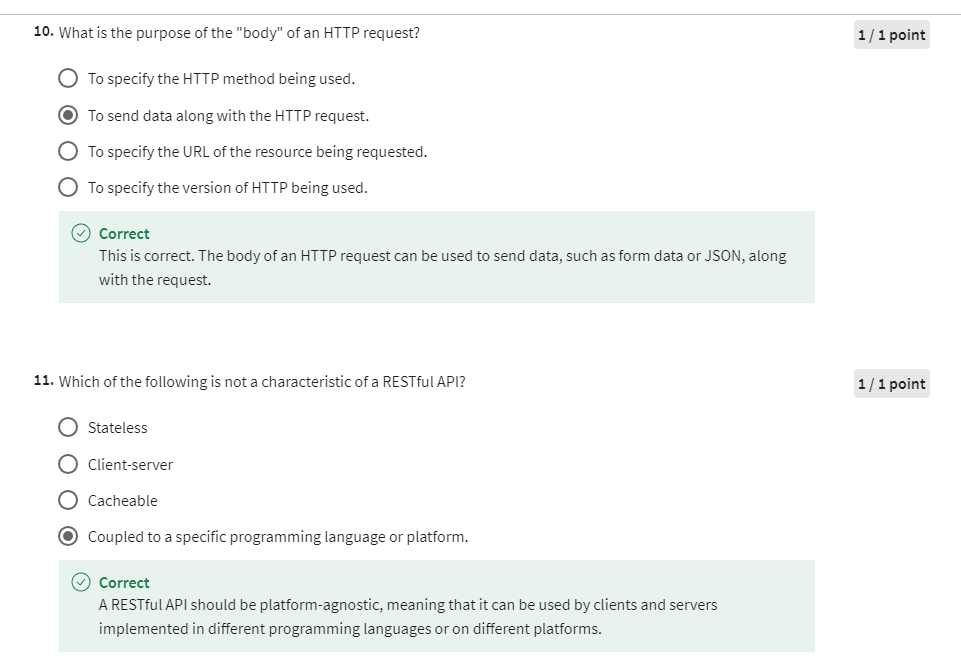 10. What is the purpose of the "body" of an HTTP request?
1 / 1 point
To specify the HTTP method being used.
To send data along with the HTTP request.
To specify the URL of the resource being requested.
To specify the version of HTTP being used.
Correct
This is correct. The body of an HTTP request can be used to send data, such as form data or JSON, along
with the request.
11. Which of the following is not a characteristic of a RESTful API?
1 / 1 point
Stateless
Client-server
Cacheable
Coupled to a specific programming language or platform.
Correct
A RESTful API should be platform-agnostic, meaning that it can be used by clients and servers
implemented in different programming languages or on different platforms.